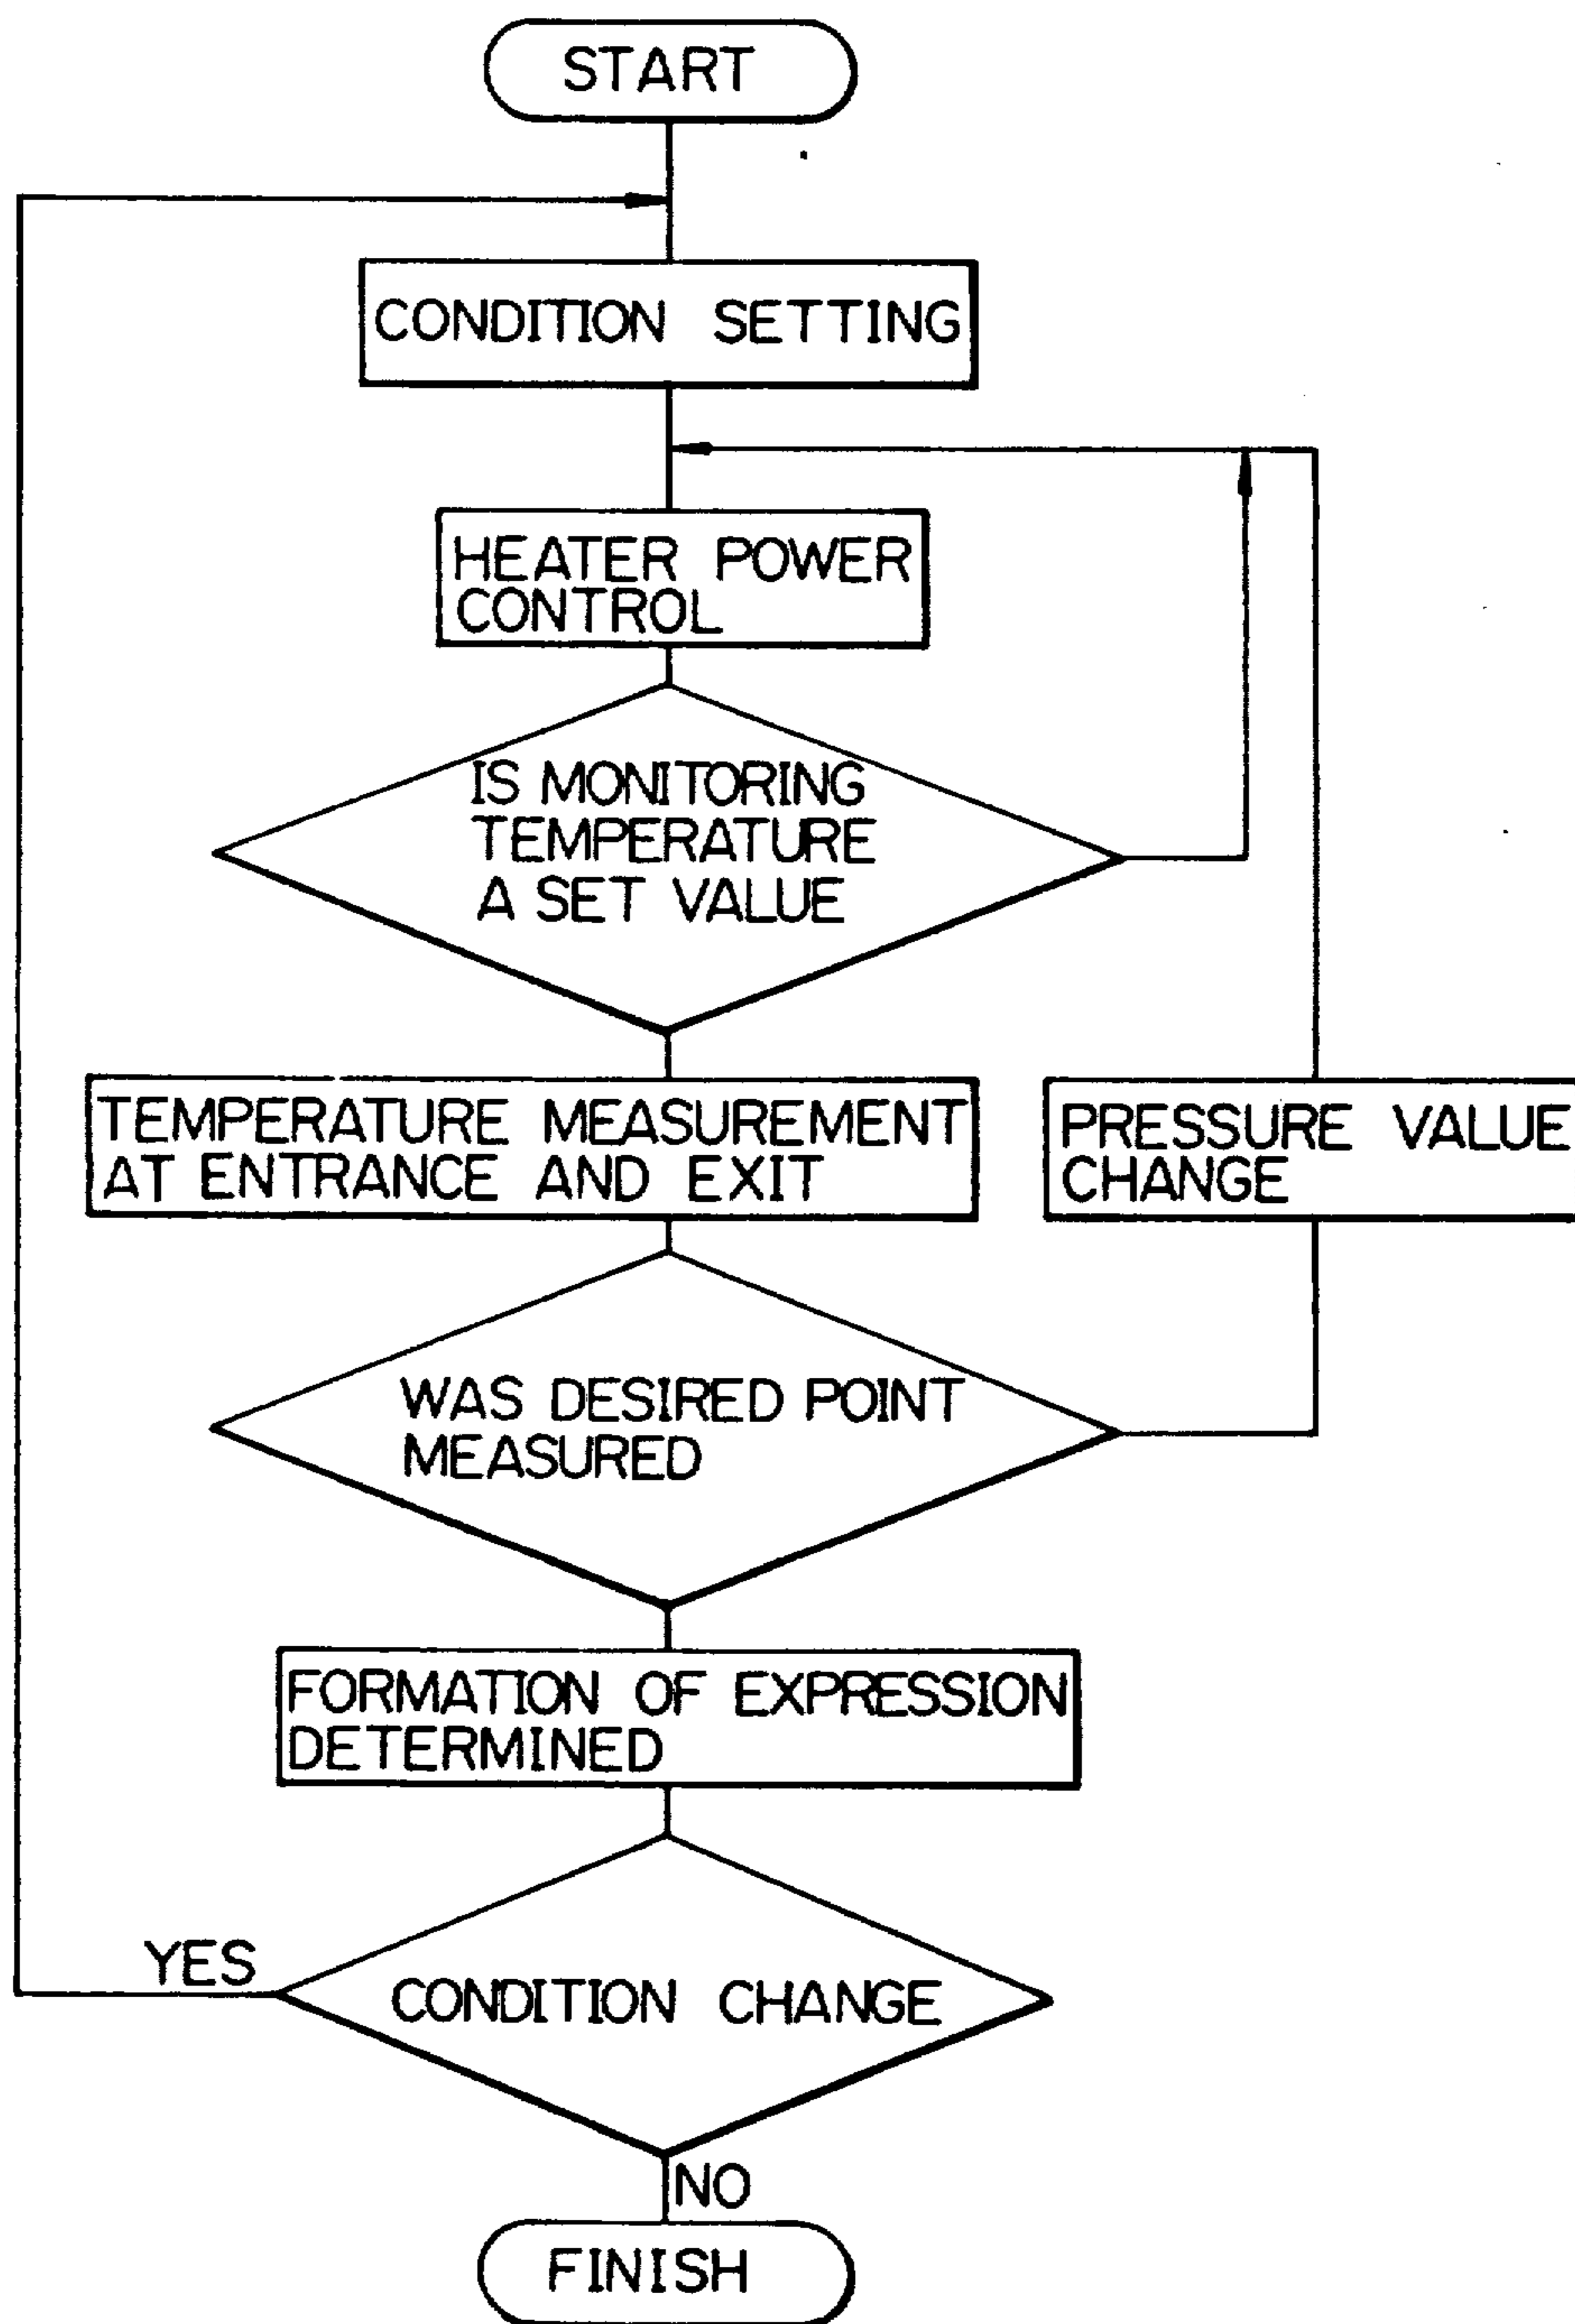 START
CONDITION SETTING
HEATER POWER
CONTROL
IS MONITORING
TEMPERATURE
A SET VALUE
TEMPERATURE MEASUREMENT
AT ENTRANCE AND EXIT
PRESSURE VALUE
CHANGE
WAS DESIRED POINT
MEASURED
FORMATION OF EXPRESSION
DETERMINED
YES
CONDITION CHANGE
NO
FINISH